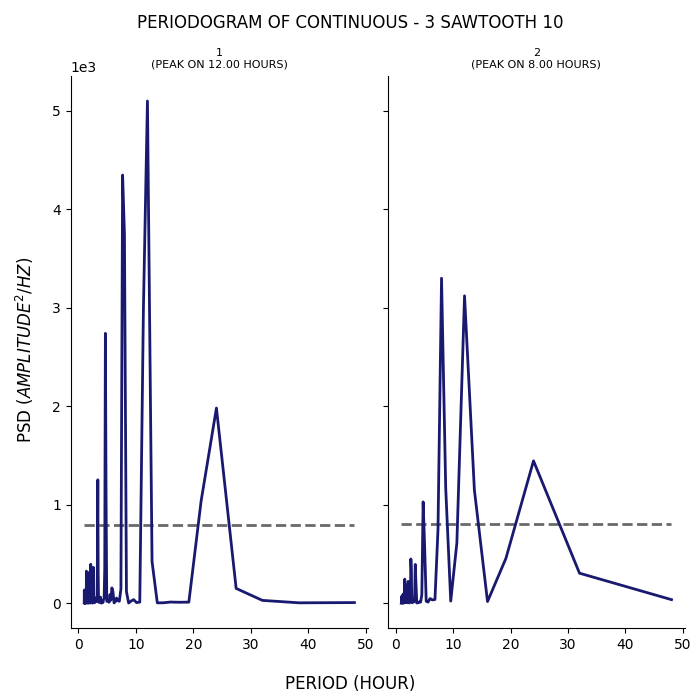 PERIODOGRAM OF CONTINUOUS - 3 SAWTOOTH 10
1
(PEAK ON 12.00 HOURS)
2
(PEAK ON 8.00 HOURS)
1e3
5
4
3
2
1
0
PSD (AMPLITUDE²/HZ)
0 10 20 30 40 50
0 10 20 30 40 50
PERIOD (HOUR)